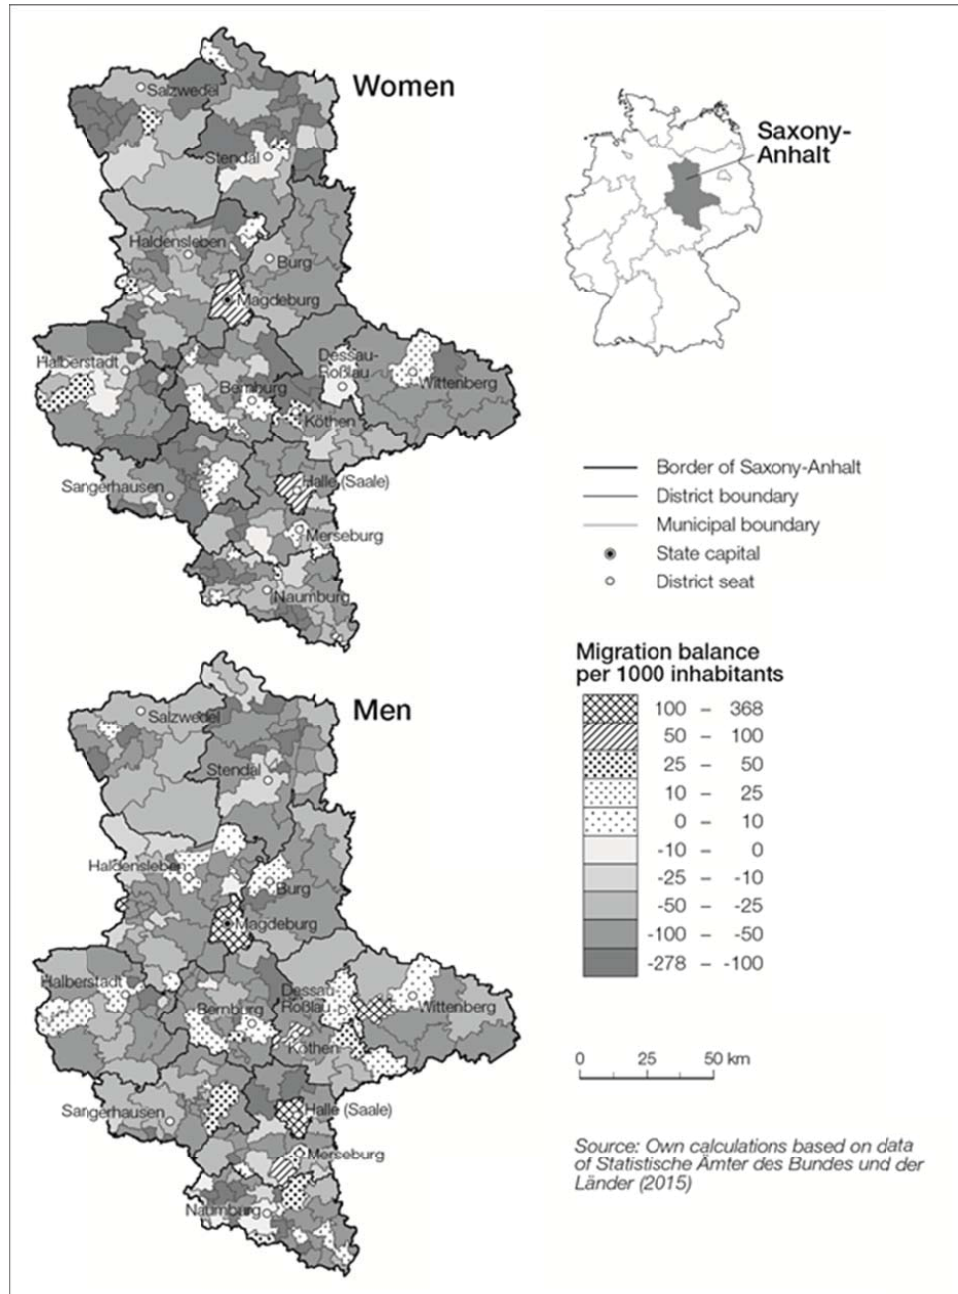 Women
Salzwedel
Stendal
Haldensleben
Burg
Magdeburg
Halberstadt
Dessau-
Roßlau
Wittenberg
Bernburg
Köthen
Sangerhausen
Halle (Saale)
Merseburg
Naumburg
Saxony-
Anhalt
Border of Saxony-Anhalt
District boundary
Municipal boundary
State capital
District seat
Men
Salzwedel
Stendal
Haldensleben
Burg
Magdeburg
Halberstadt
Dessau-
Roßlau
Wittenberg
Bernburg
Köthen
Sangerhausen
Halle (Saale)
Merseburg
Naumburg
Migration balance
per 1000 inhabitants
100 – 368
50 – 100
25 – 50
10 – 25
0 – 10
-10 – 0
-25 – -10
-50 – -25
-100 – -50
-278 – -100
0 25 50 km
Source: Own calculations based on data
of Statistische Ämter des Bundes und der
Länder (2015)